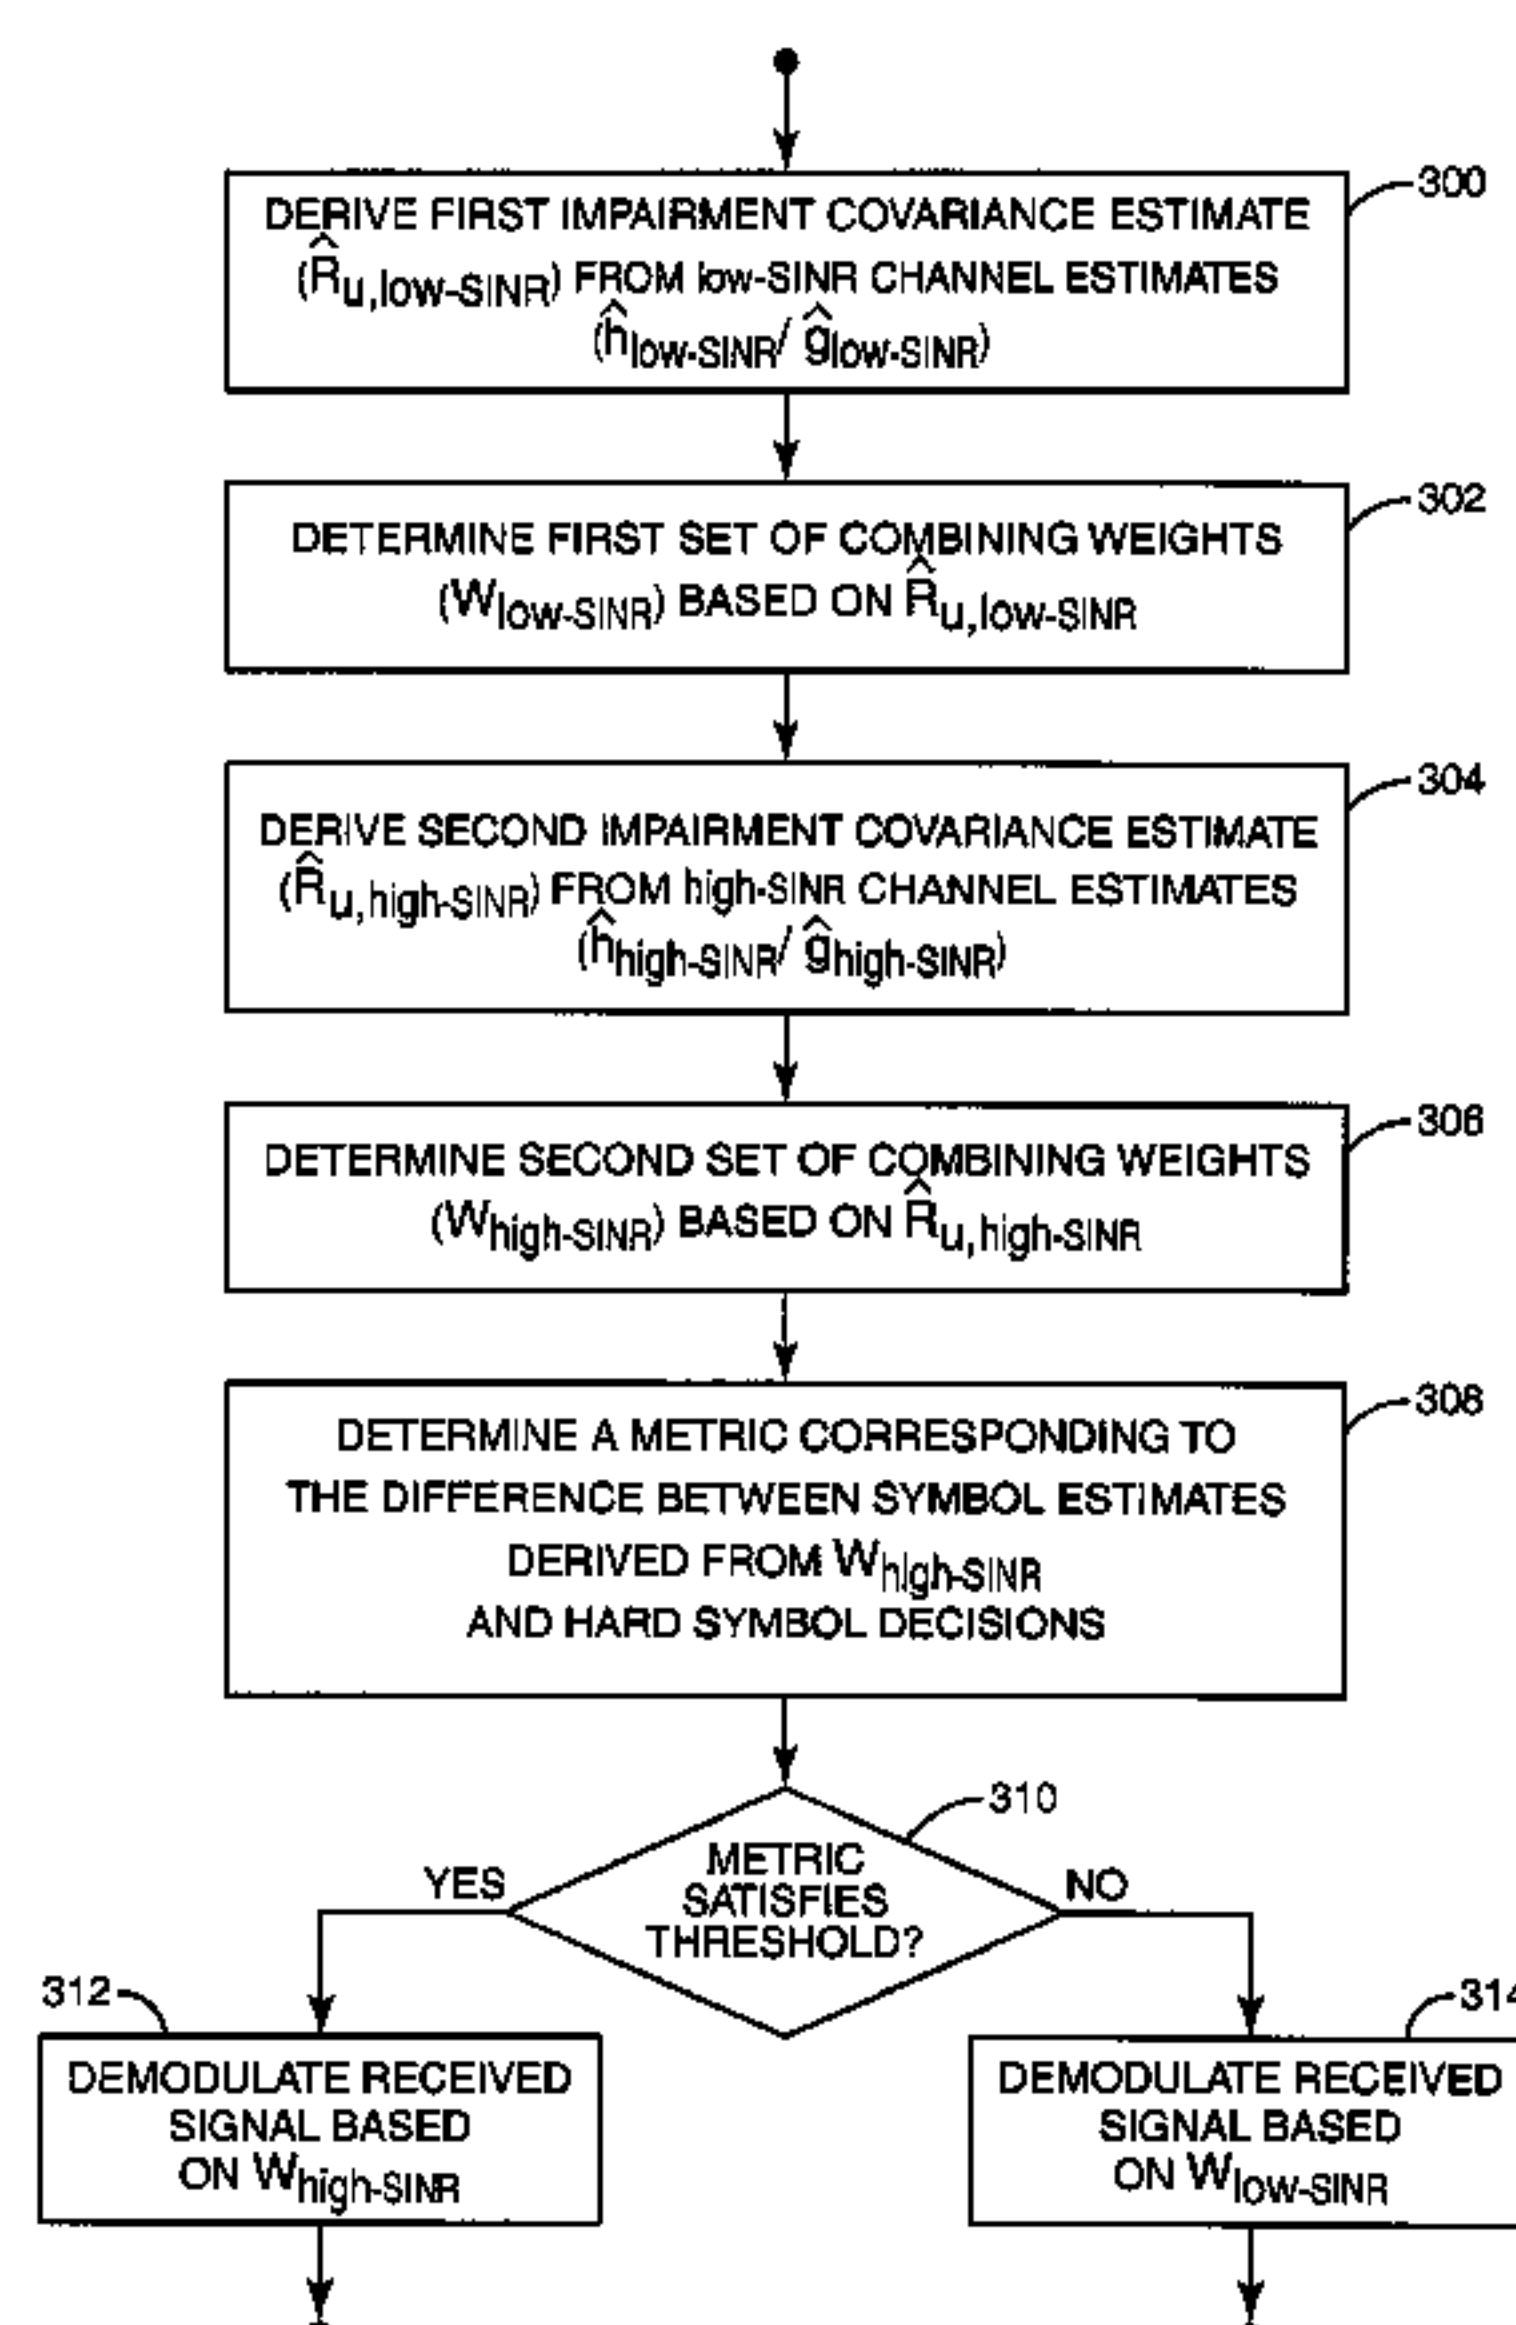 300
DERIVE FIRST IMPAIRMENT COVARIANCE ESTIMATE
(R̂u,low-SINR) FROM low-SINR CHANNEL ESTIMATES
(ĥlow-SINR/ ĝlow-SINR)
302
DETERMINE FIRST SET OF COMBINING WEIGHTS
(Wlow-SINR) BASED ON R̂u,low-SINR
304
DERIVE SECOND IMPAIRMENT COVARIANCE ESTIMATE
(R̂u,high-SINR) FROM high-SINR CHANNEL ESTIMATES
(ĥhigh-SINR/ ĝhigh-SINR)
306
DETERMINE SECOND SET OF COMBINING WEIGHTS
(Whigh-SINR) BASED ON R̂u,high-SINR
308
DETERMINE A METRIC CORRESPONDING TO
THE DIFFERENCE BETWEEN SYMBOL ESTIMATES
DERIVED FROM Whigh-SINR
AND HARD SYMBOL DECISIONS
310
METRIC
SATISFIES
THRESHOLD?
YES
NO
312
DEMODULATE RECEIVED
SIGNAL BASED
ON Whigh-SINR
314
DEMODULATE RECEIVED
SIGNAL BASED
ON Wlow-SINR